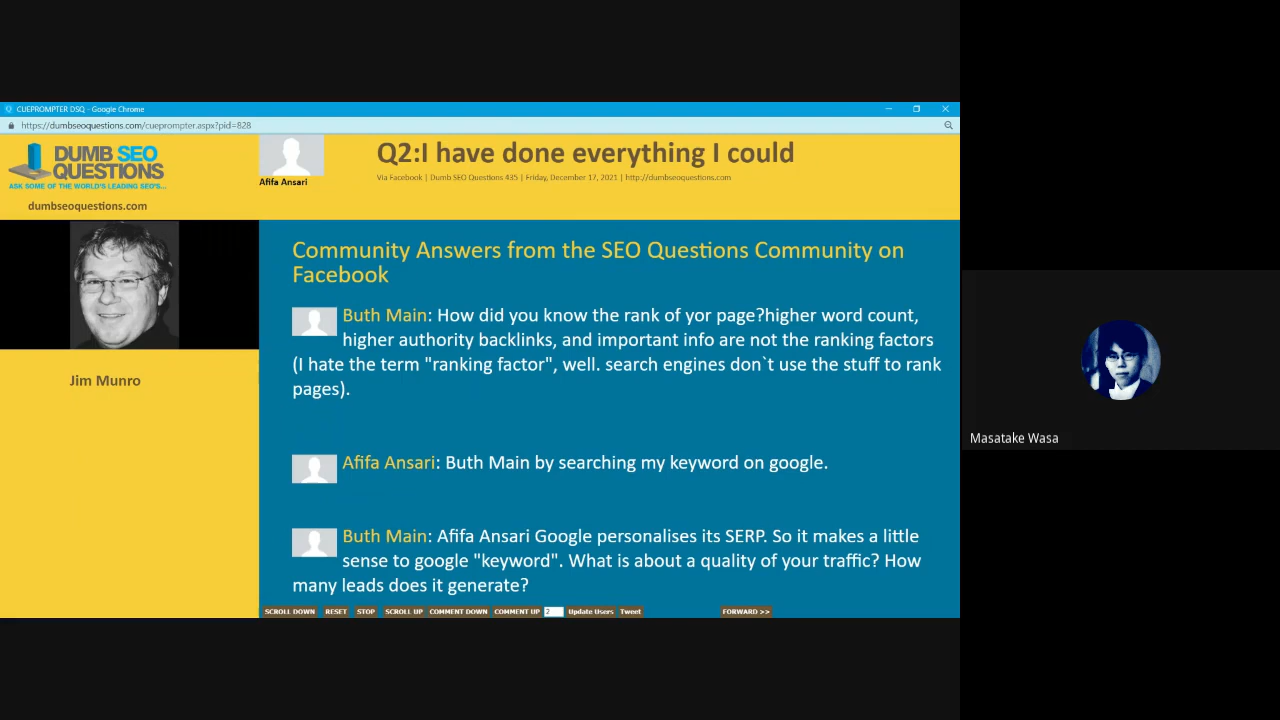 CUEPROMPTER DSQ - Google Chrome
https://dumbseoquestions.com/cueprompter.aspx?pid=828
DUMB SEO
QUESTIONS
ASK SOME OF THE WORLD'S LEADING SEO'S...
dumbseoquestions.com
Afifa Ansari
Q2:I have done everything I could
Via Facebook | Dumb SEO Questions 435 | Friday, December 17, 2021 | http://dumbseoquestions.com
Jim Munro
Community Answers from the SEO Questions Community on
Facebook
Buth Main: How did you know the rank of yor page?higher word count,
higher authority backlinks, and important info are not the ranking factors
(I hate the term "ranking factor", well. search engines don`t use the stuff to rank
pages).
Afifa Ansari: Buth Main by searching my keyword on google.
Buth Main: Afifa Ansari Google personalises its SERP. So it makes a little
sense to google "keyword". What is about a quality of your traffic? How
many leads does it generate?
SCROLL DOWN RESET STOP SCROLL UP COMMENT DOWN COMMENT UP 2 Update Users Tweet FORWARD >>
Masatake Wasa